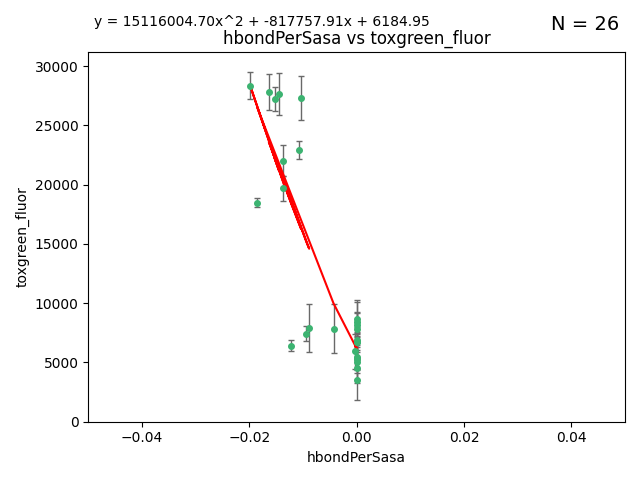 y = 15116004.70x^2 + -817757.91x + 6184.95
N = 26
hbondPerSasa vs toxgreen_fluor
30000
25000
20000
15000
10000
5000
0
toxgreen_fluor
−0.04
−0.02
0.00
0.02
0.04
hbondPerSasa